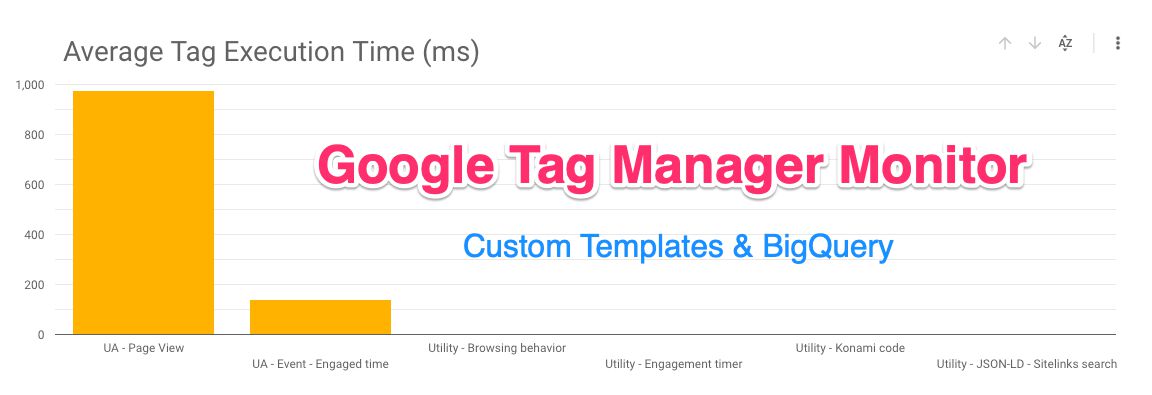 Average Tag Execution Time (ms)
AZ
1,000
800
600
400
200
0
Google Tag Manager Monitor
Custom Templates & BigQuery
UA - Page View
UA - Event - Engaged time
Utility - Browsing behavior
Utility - Engagement timer
Utility - Konami code
Utility - JSON-LD - Sitelinks search